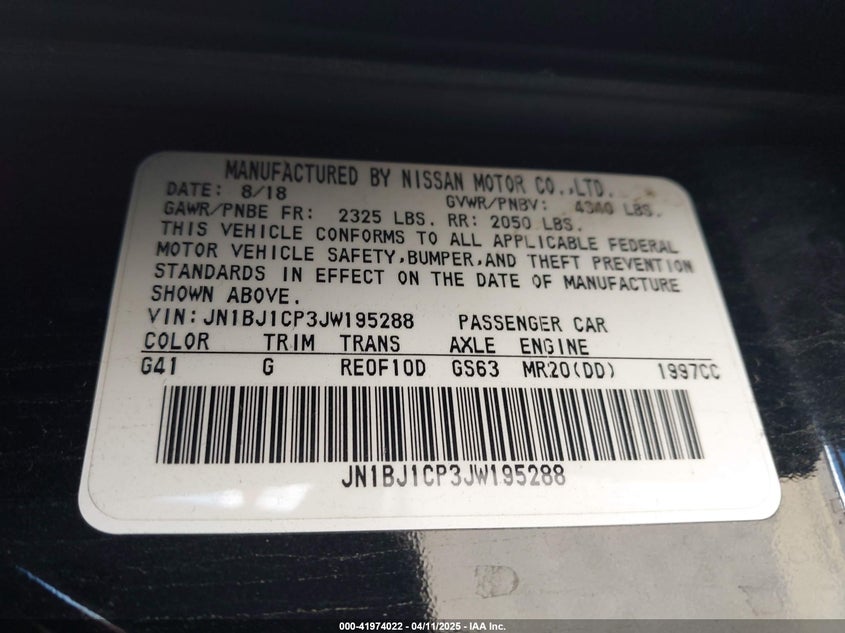 MANUFACTURED BY NISSAN MOTOR CO.,LTD.
DATE: 8/18 GVWR/PNBV: 4340 LBS.
GAWR/PNBE FR: 2325 LBS. RR: 2050 LBS.
THIS VEHICLE CONFORMS TO ALL APPLICABLE FEDERAL
MOTOR VEHICLE SAFETY,BUMPER,AND THEFT PREVENTION
STANDARDS IN EFFECT ON THE DATE OF MANUFACTURE
SHOWN ABOVE.
VIN:JN1BJ1CP3JW195288 PASSENGER CAR
COLOR TRIM TRANS AXLE ENGINE
G41 G RE0F10D GS63 MR20(DD) 1997CC
JN1BJ1CP3JW195288
000-41974022 - 04/11/2025 - IAA Inc.